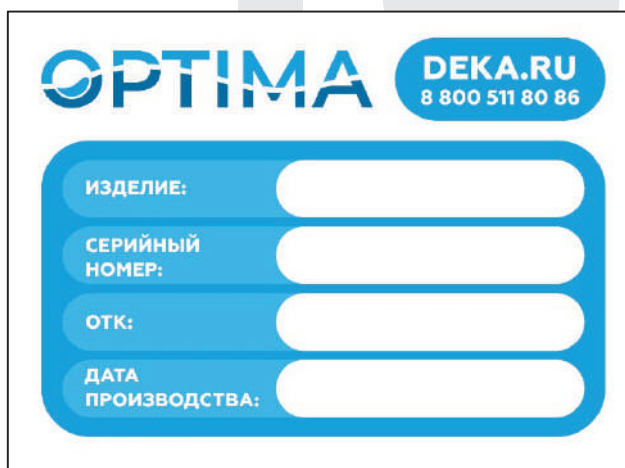 OPTIMA
DEKA.RU
8 800 511 80 86
ИЗДЕЛИЕ:
СЕРИЙНЫЙ
НОМЕР:
ОТК:
ДАТА
ПРОИЗВОДСТВА: